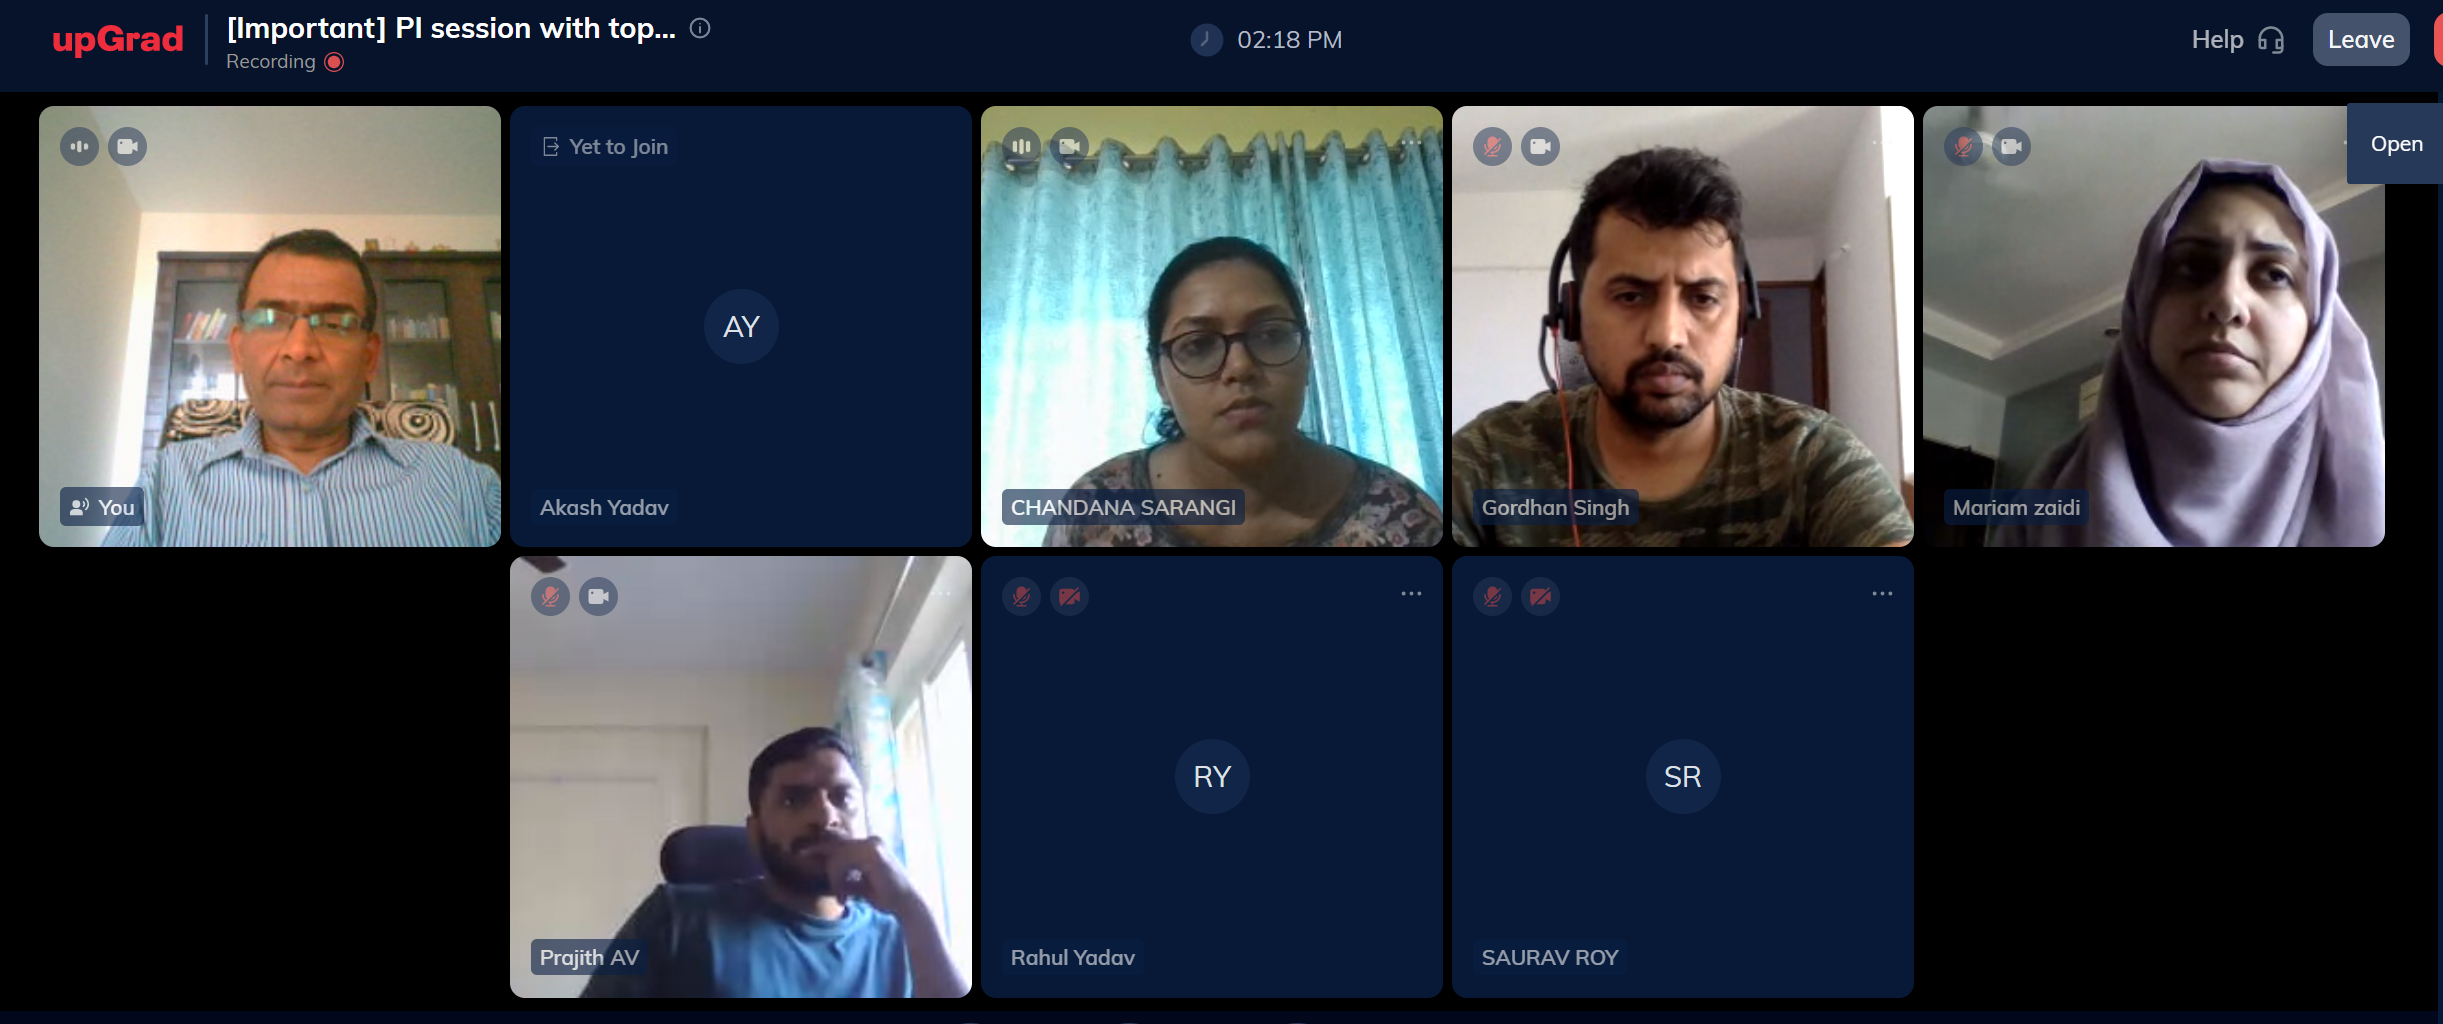 upGrad
[Important] PI session with top...
Recording
02:18 PM
Help
Leave
Open
You
Yet to Join
AY
Akash Yadav
CHANDANA SARANGI
Gordhan Singh
Mariam zaidi
Prajith AV
RY
Rahul Yadav
SR
SAURAV ROY